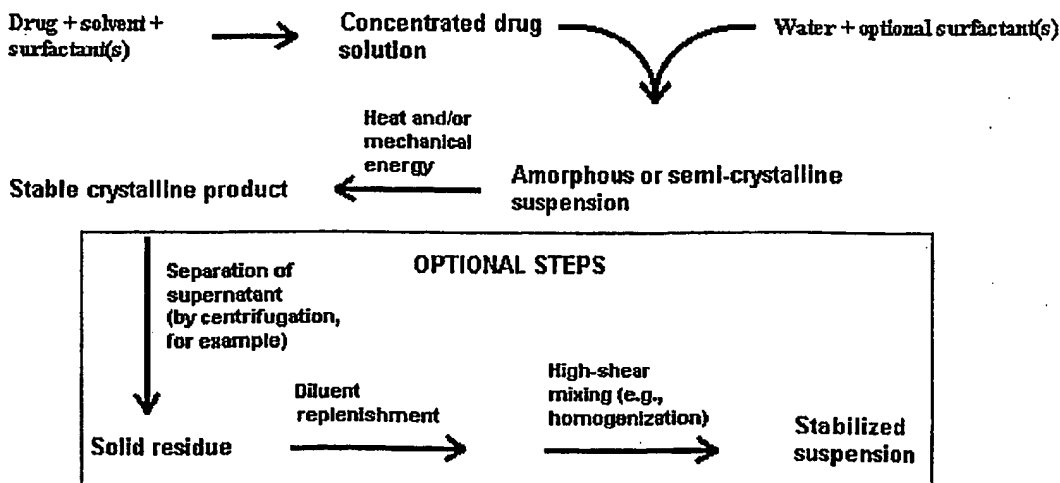 Drug + solvent +
surfactant(s)
Concentrated drug
solution
Water + optional surfactant(s)
Heat and/or
mechanical
energy
Stable crystalline product
Amorphous or semi-crystalline
suspension
OPTIONAL STEPS
Separation of
supernatant
(by centrifugation,
for example)
Diluent
replenishment
High-shear
mixing (e.g.,
homogenization)
Solid residue
Stabilized
suspension